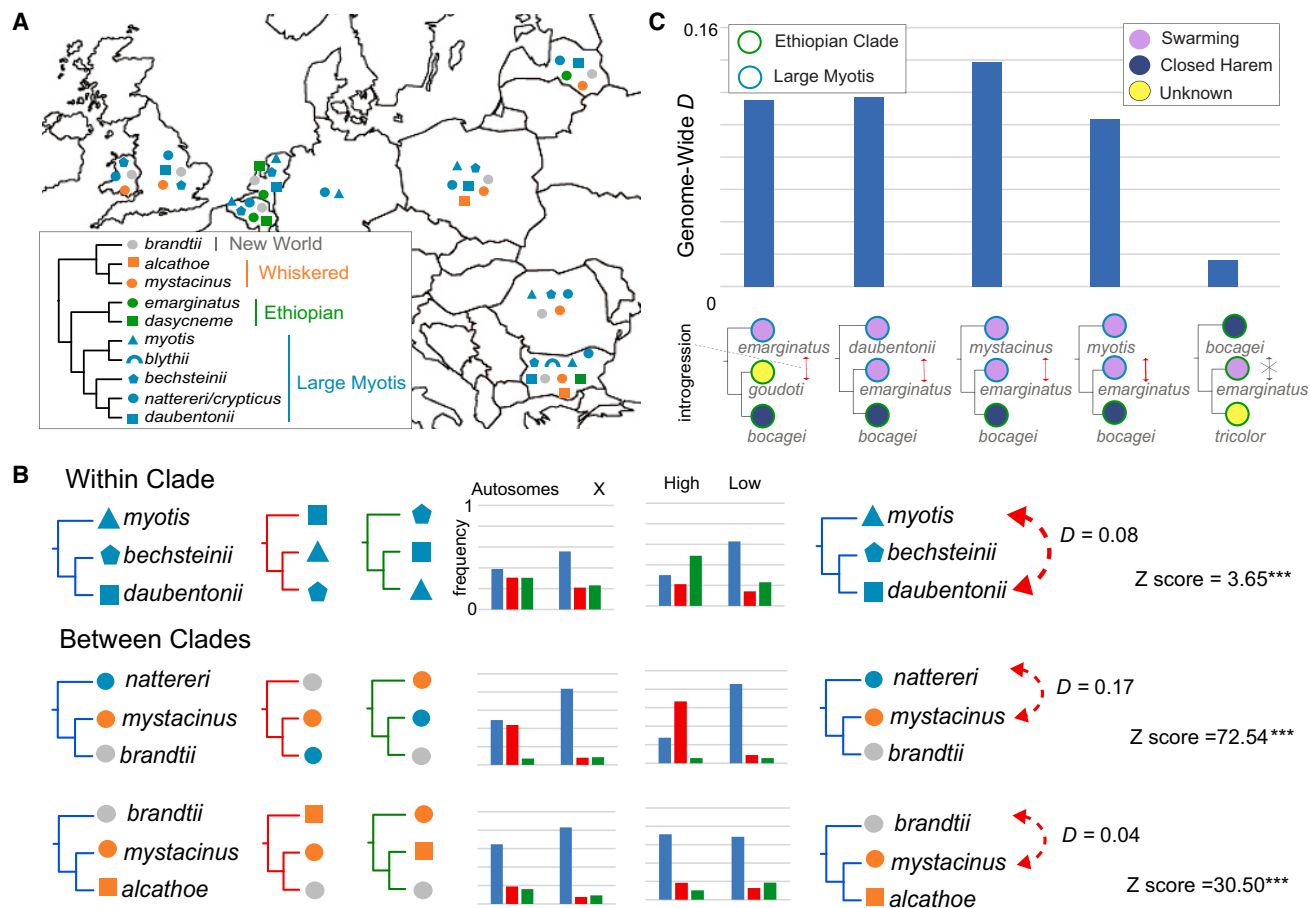 A
brandtii
New World
alcathoe
Whiskered
mystacinus
emarginatus
Ethiopian
dasycneme
myotis
blythii
bechsteinii
Large Myotis
nattereri/crypticus
daubentonii
C
0.16
Genome-Wide D
0
Ethiopian Clade
Large Myotis
Swarming
Closed Harem
Unknown
introgression
emarginatus
goudoti
bocagei
daubentonii
emarginatus
bocagei
mystacinus
emarginatus
bocagei
myotis
emarginatus
bocagei
bocagei
emarginatus
tricolor
B
Within Clade
myotis
bechsteinii
daubentonii
Autosomes X
1
frequency
0
High Low
myotis
bechsteinii
daubentonii
D = 0.08
Z score = 3.65***
Between Clades
nattereri
mystacinus
brandtii
nattereri
mystacinus
brandtii
D = 0.17
Z score =72.54***
brandtii
mystacinus
alcathoe
brandtii
mystacinus
alcathoe
D = 0.04
Z score =30.50***